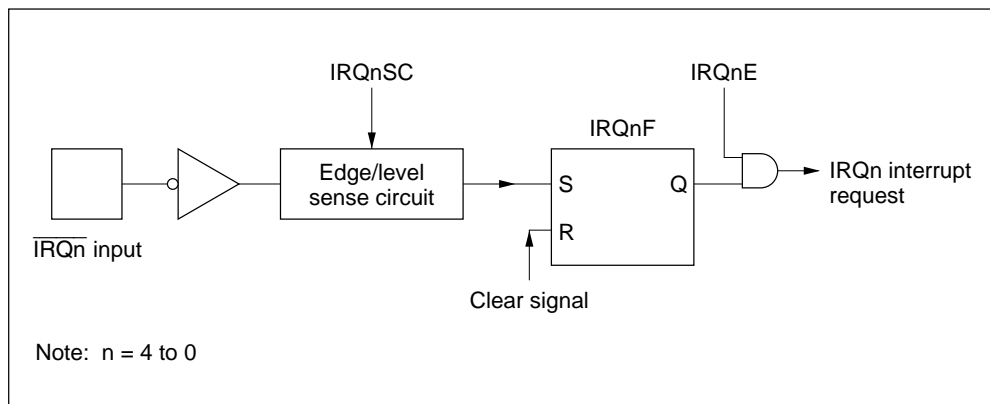 IRQnSC
IRQnE
IRQnF
Edge/level
sense circuit
S
Q
R
IRQn interrupt
request
IRQn input
Clear signal
Note: n = 4 to 0